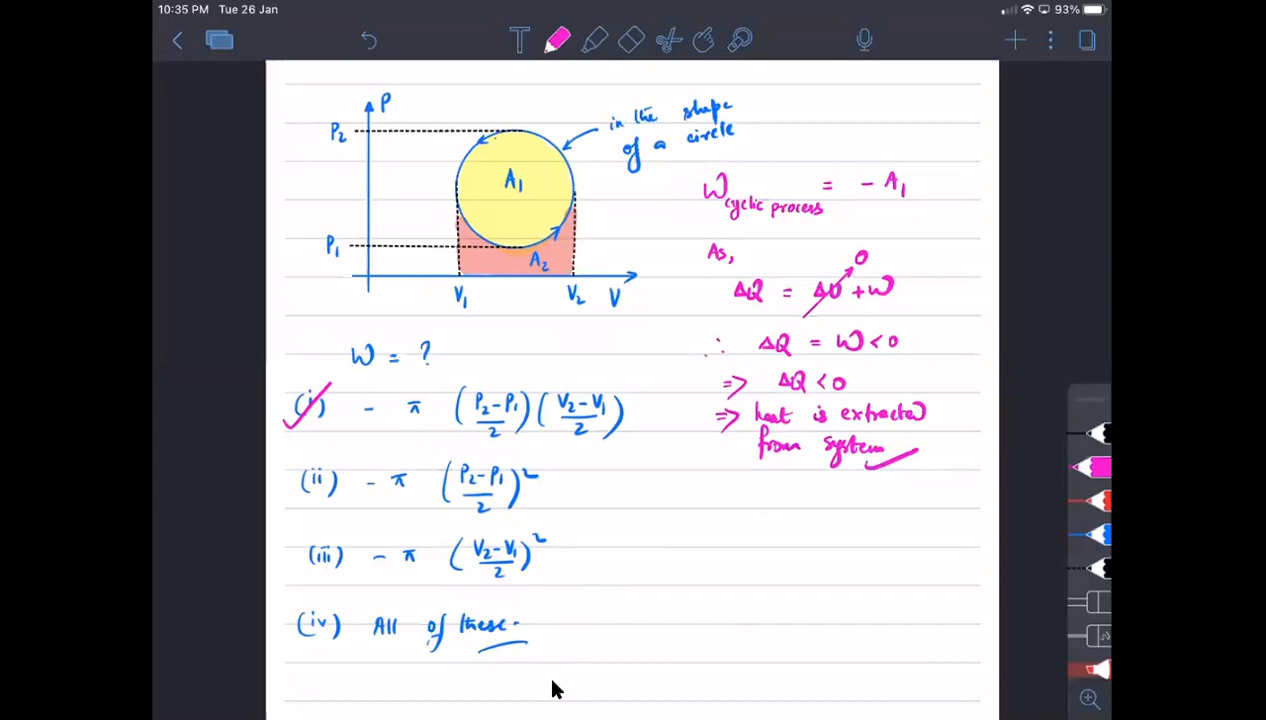 10:35 PM Tue 26 Jan
93%
T
P
P₂
in the shape
of a circle
A₁
P₁
A₂
V₁
V₂
V
W = ?
(i) - π (P₂-P₁/2)(V₂-V₁/2)
(ii) - π (P₂-P₁/2)²
(iii) - π (V₂-V₁/2)²
(iv) All of these.
W cyclic process = - A₁
As,
ΔQ = ΔU + W
0
∴ ΔQ = W < 0
=> ΔQ < 0
=> heat is extracted
from system